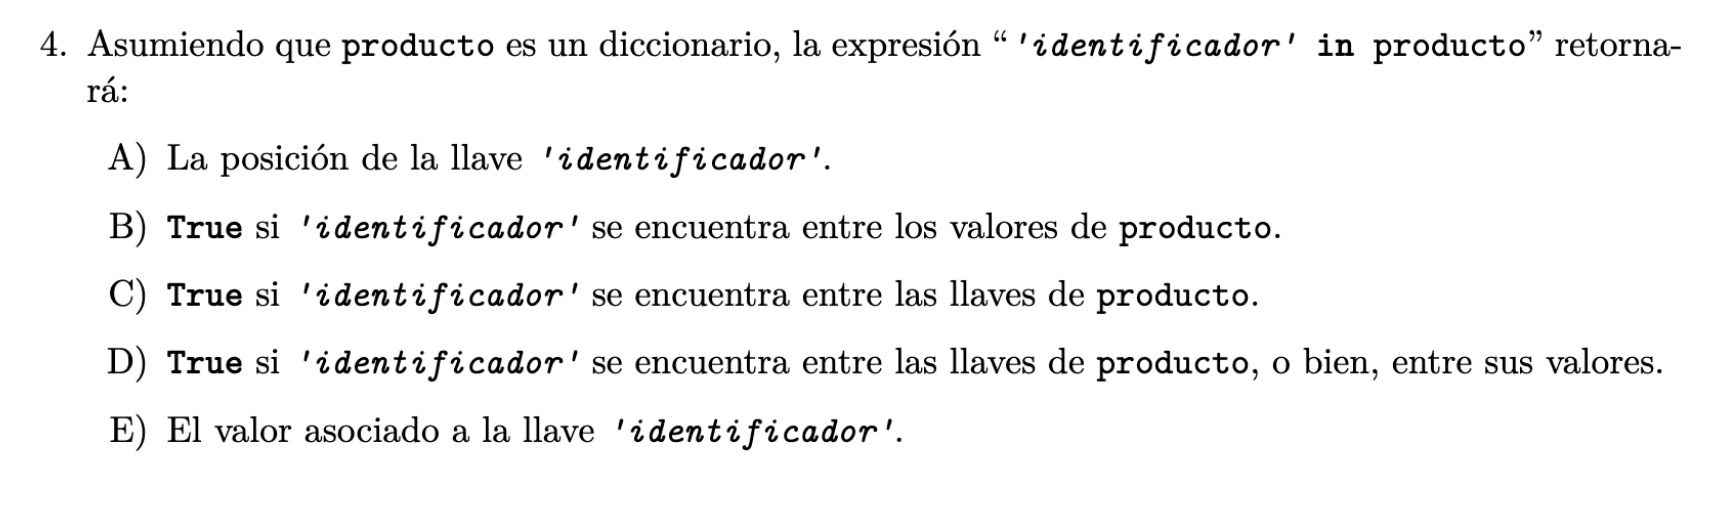 4. Asumiendo que producto es un diccionario, la expresión “'identificador' in producto” retorna-
rá:
A) La posición de la llave 'identificador'.
B) True si 'identificador' se encuentra entre los valores de producto.
C) True si 'identificador' se encuentra entre las llaves de producto.
D) True si 'identificador' se encuentra entre las llaves de producto, o bien, entre sus valores.
E) El valor asociado a la llave 'identificador'.